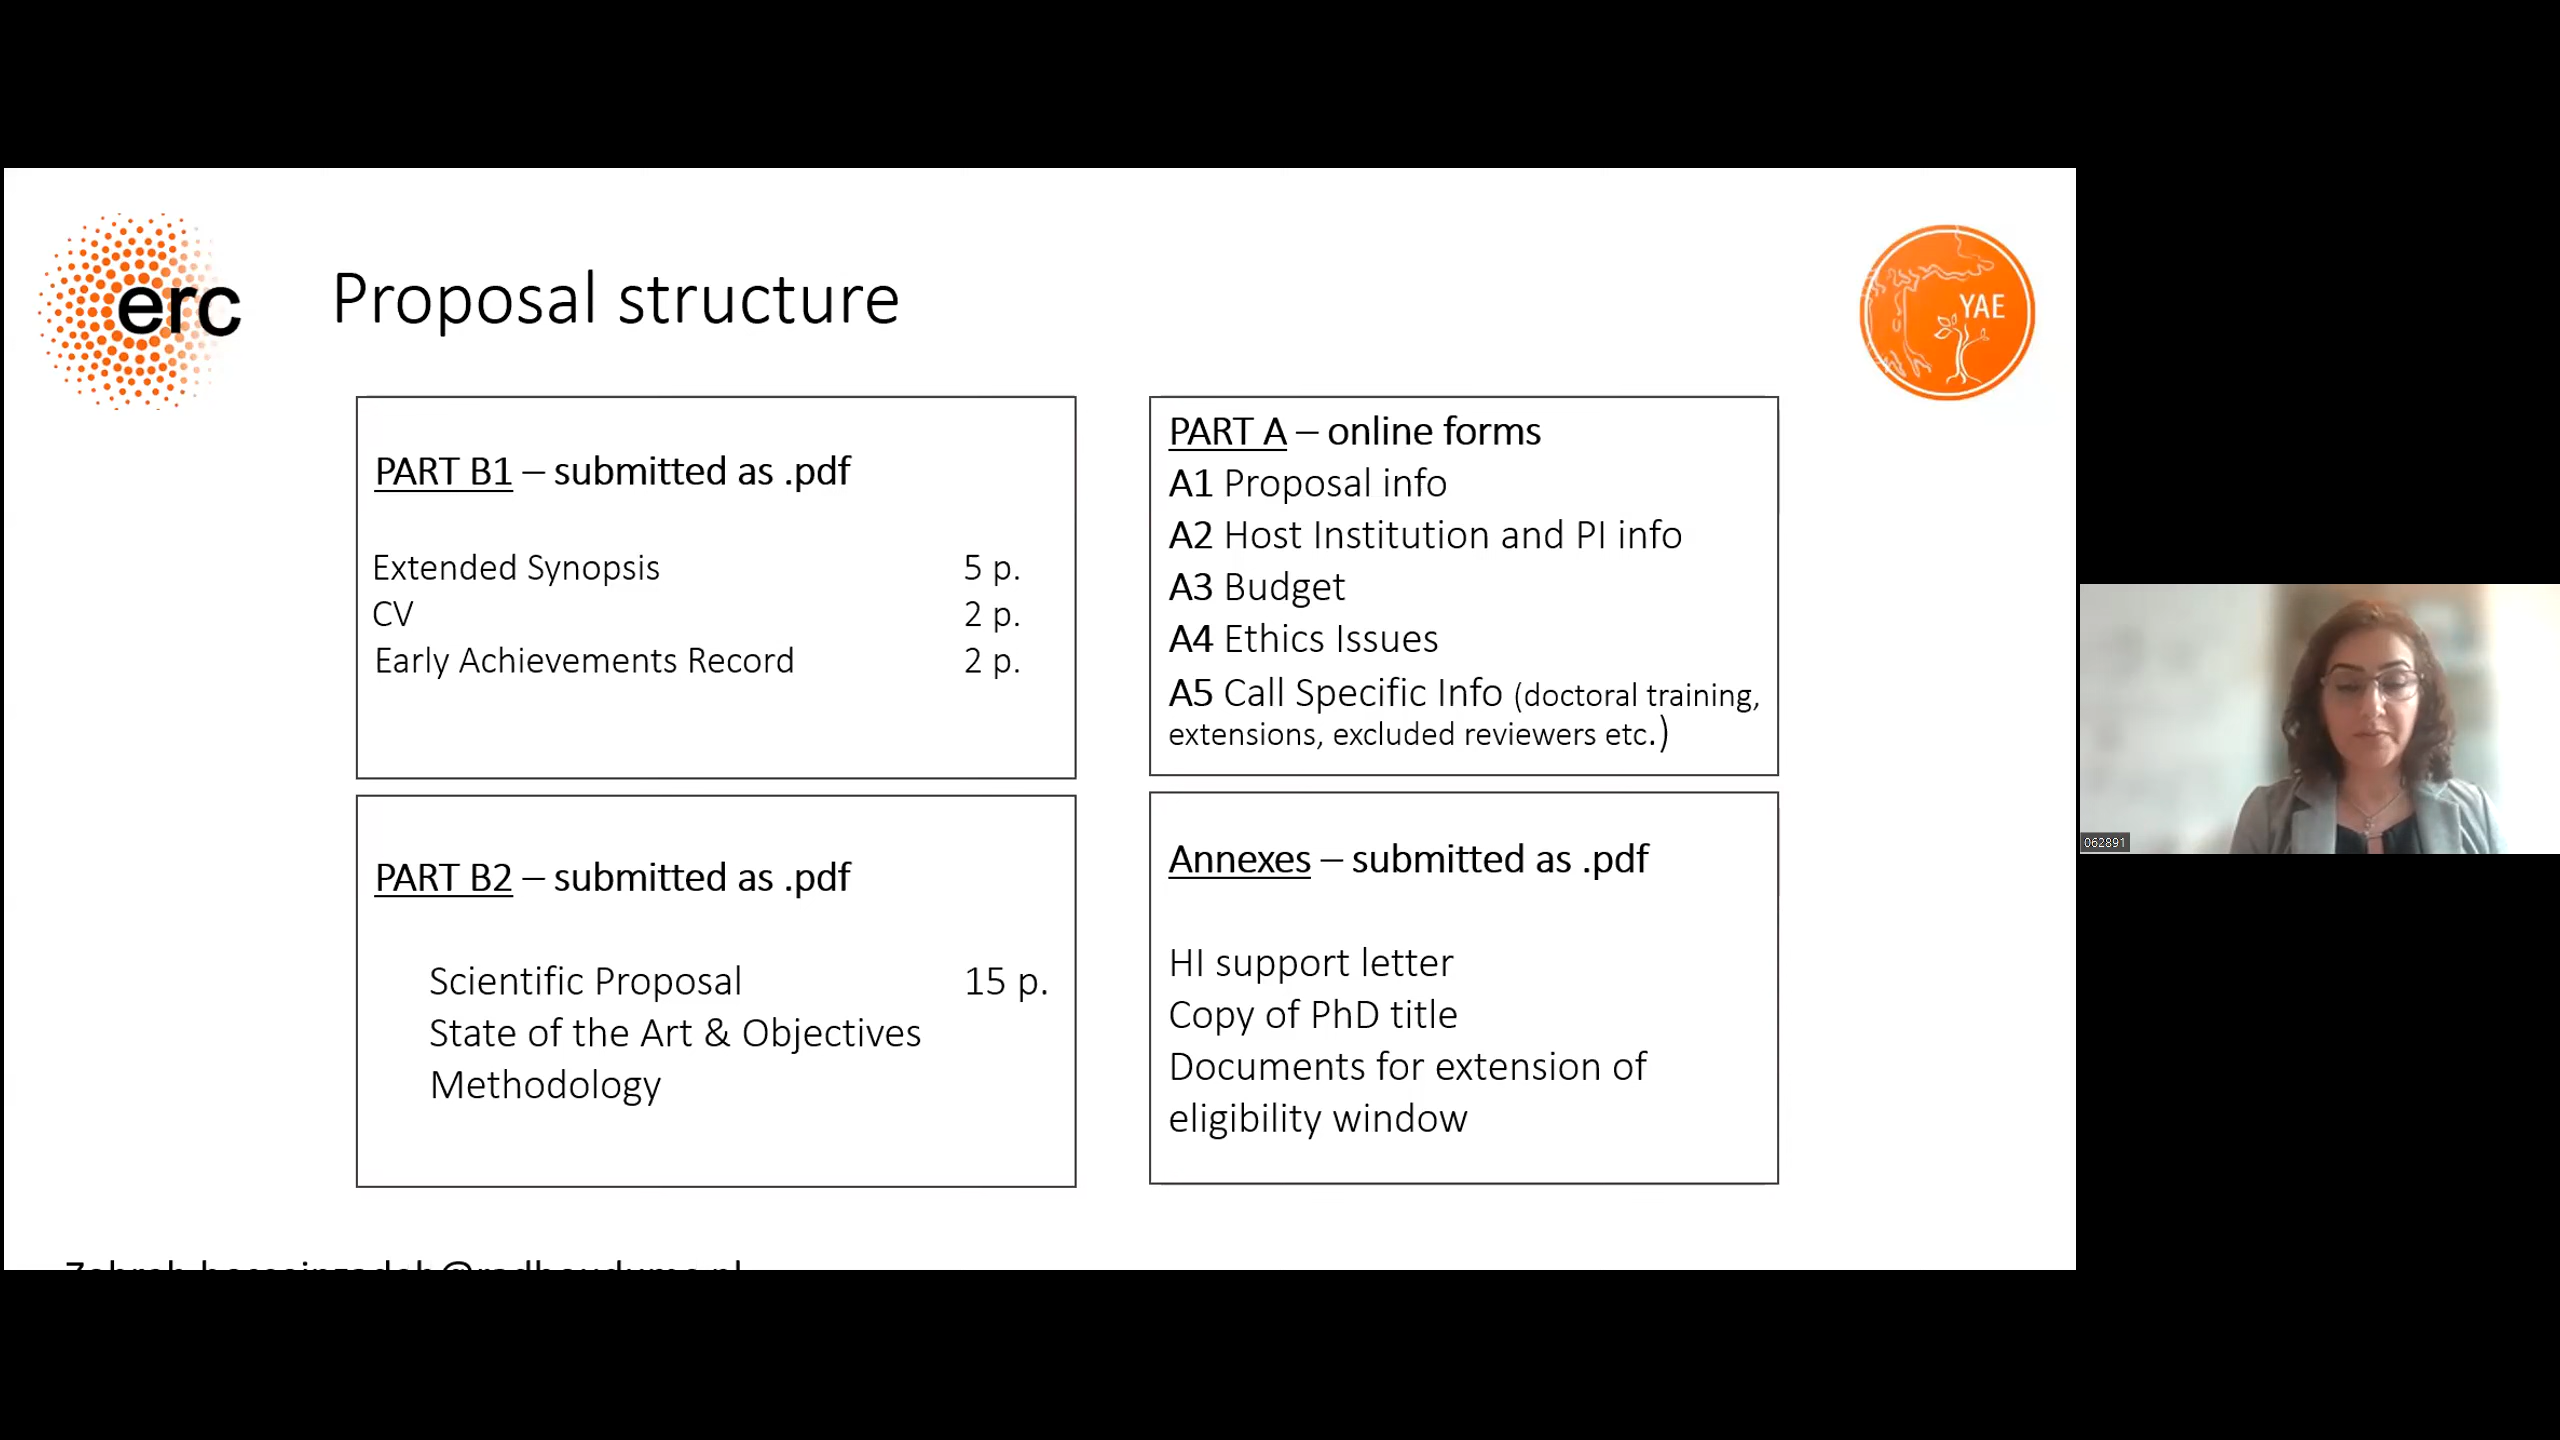 erc
Proposal structure
YAE
PART B1 – submitted as .pdf
Extended Synopsis 5 p.
CV 2 p.
Early Achievements Record 2 p.
PART A – online forms
A1 Proposal info
A2 Host Institution and PI info
A3 Budget
A4 Ethics Issues
A5 Call Specific Info (doctoral training,
extensions, excluded reviewers etc.)
PART B2 – submitted as .pdf
Scientific Proposal 15 p.
State of the Art & Objectives
Methodology
Annexes – submitted as .pdf
HI support letter
Copy of PhD title
Documents for extension of
eligibility window
062891